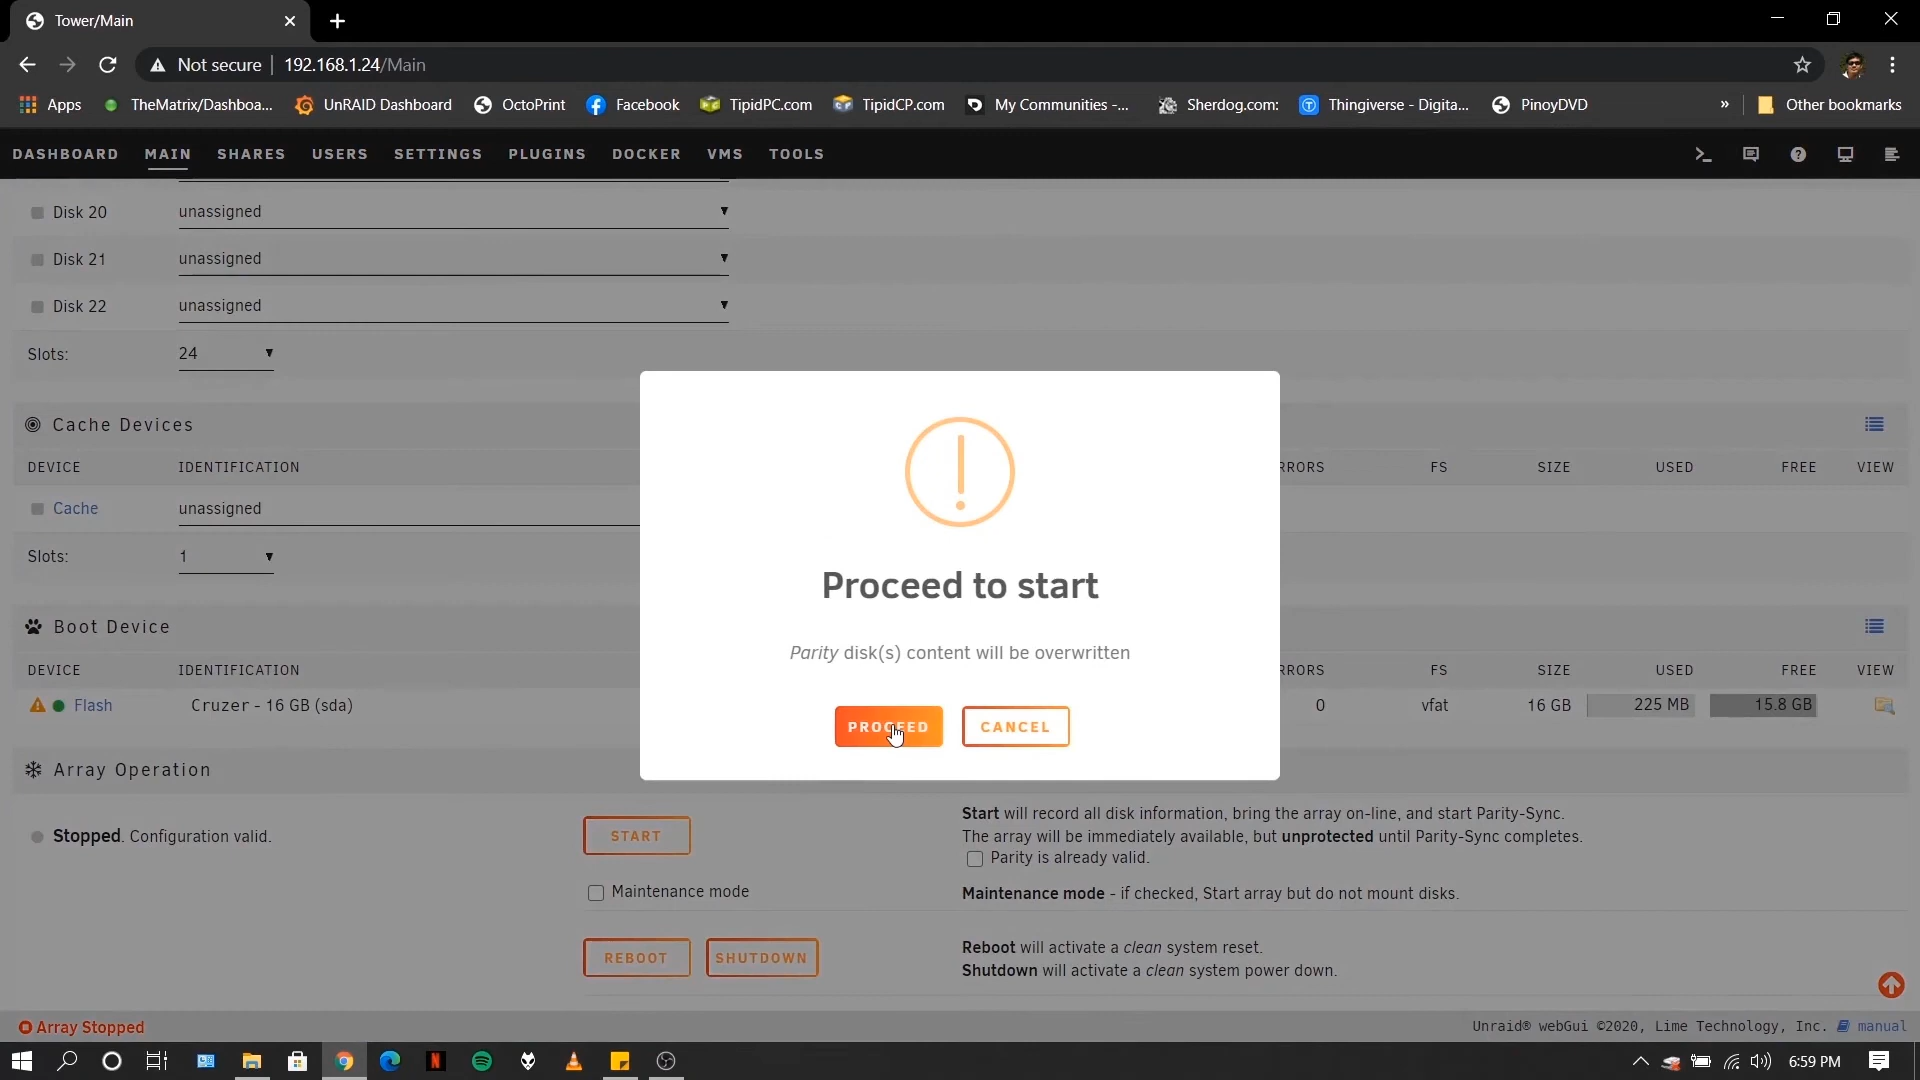 Tower/Main
Not secure 192.168.1.24/Main
Apps TheMatrix/Dashboa... UnRAID Dashboard OctoPrint Facebook TipidPC.com TipidCP.com My Communities -... Sherdog.com: Thingiverse - Digita... PinoyDVD » Other bookmarks
DASHBOARD MAIN SHARES USERS SETTINGS PLUGINS DOCKER VMS TOOLS
Disk 20 unassigned
Disk 21 unassigned
Disk 22 unassigned
Slots: 24
Cache Devices
DEVICE IDENTIFICATION RRORS FS SIZE USED FREE VIEW
Cache unassigned
Slots: 1
Proceed to start
Parity disk(s) content will be overwritten
PROCEED CANCEL
Boot Device
DEVICE IDENTIFICATION RRORS FS SIZE USED FREE VIEW
Flash Cruzer - 16 GB (sda) 0 vfat 16 GB 225 MB 15.8 GB
Array Operation
Stopped. Configuration valid.
START
Start will record all disk information, bring the array on-line, and start Parity-Sync.
The array will be immediately available, but unprotected until Parity-Sync completes.
Parity is already valid.
Maintenance mode
Maintenance mode - if checked, Start array but do not mount disks.
REBOOT SHUTDOWN
Reboot will activate a clean system reset.
Shutdown will activate a clean system power down.
Array Stopped
Unraid® webGui ©2020, Lime Technology, Inc. manual
6:59 PM